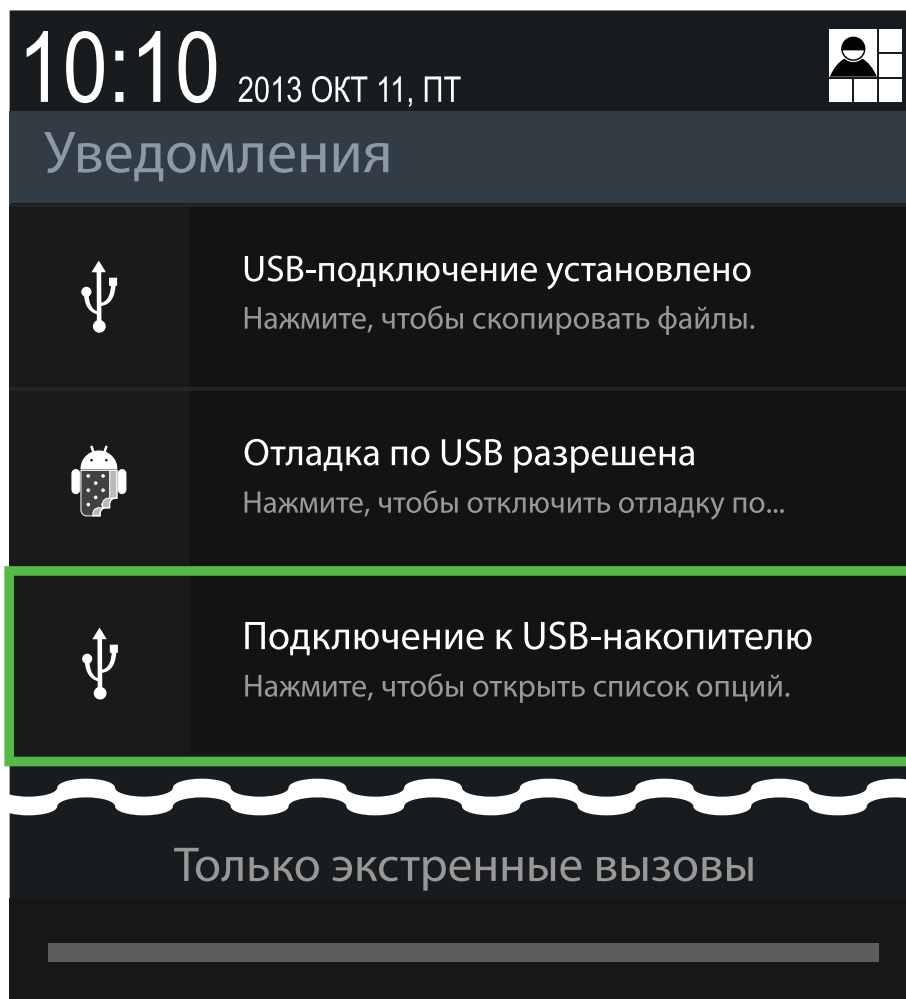 10:10 2013 ОКТ 11, ПТ
Уведомления
USB-подключение установлено
Нажмите, чтобы скопировать файлы.
Отладка по USB разрешена
Нажмите, чтобы отключить отладку по...
Подключение к USB-накопителю
Нажмите, чтобы открыть список опций.
Только экстренные вызовы